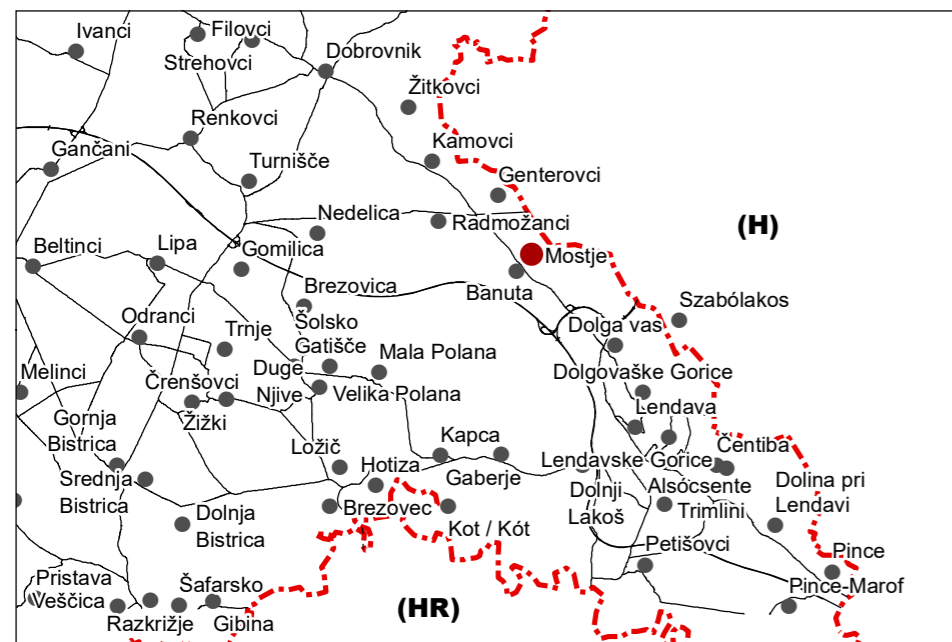 Ivanci
Filovci
Strehovci
Dobrovnik
Žitkovci
Renkovci
Kamovci
Gančani
Turnišče
Genterovci
Nedelica
Radmožanci
(H)
Beltinci
Lipa
Gomilica
Mostje
Brezovica
Banuta
Szabólakos
Odranci
Trnje
Šolsko
Gatišče
Mala Polana
Dolga vas
Melinci
Črenšovci
Duge
Njive
Velika Polana
Dolgovaške Gorice
Gornja
Bistrica
Žižki
Lendava
Ložič
Kapca
Čentiba
Srednja
Bistrica
Hotiza
Gaberje
Lendavske Gorice
Dolnja
Bistrica
Brezovec
Kot / Kót
Dolnji
Lakoš
Alsócsente
Trimlini
Dolina pri
Lendavi
Petišovci
Pince
Pristava
Veščica
Šafarsko
Pince-Marof
Razkrižje
Gibina
(HR)